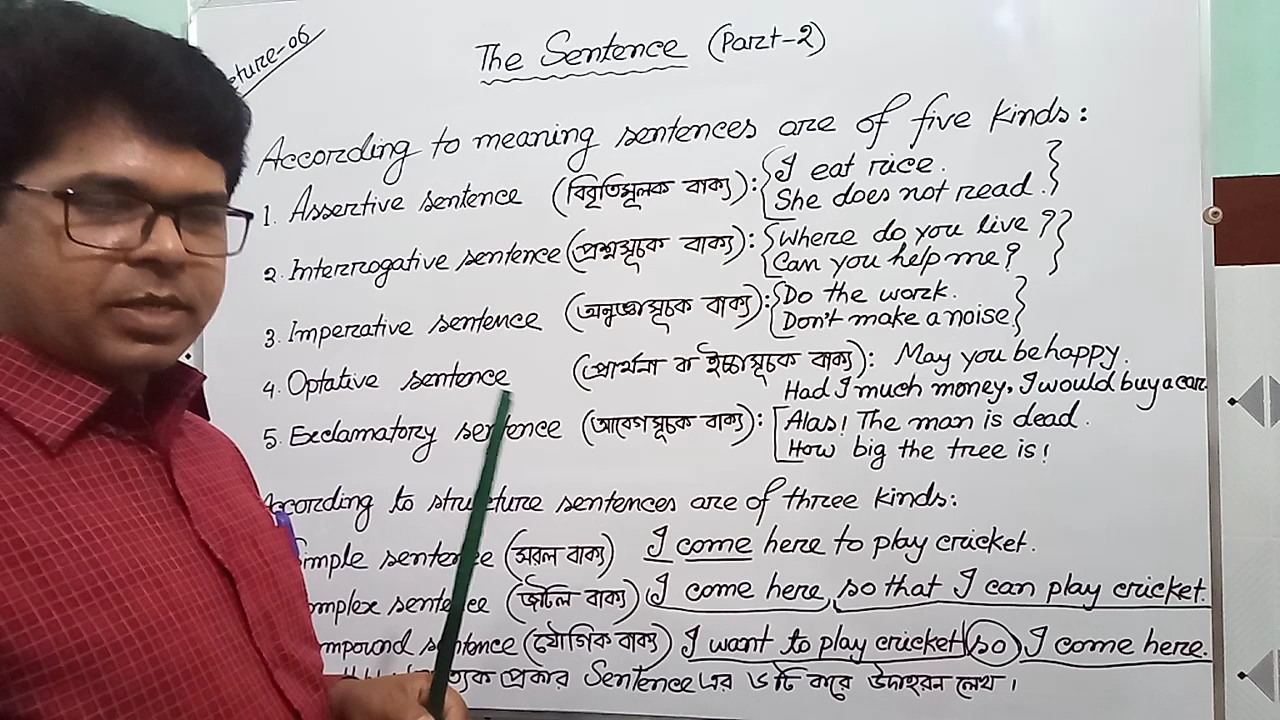 cture-06
The Sentence (Part-2)
According to meaning sentences are of five kinds:
1. Assertive sentence (বিবৃতিমূলক বাক্য): I eat rice.
She does not read.
2. Interrogative sentence (প্রশ্নসূচক বাক্য): Where do you live?
Can you help me?
3. Imperative sentence (অনুজ্ঞাসূচক বাক্য): Do the work.
Don't make a noise
4. Optative sentence (প্রার্থনা বা ইচ্ছাসূচক বাক্য): May you be happy.
Had I much money, I would buy a car
5. Exclamatory sentence (আবেগসূচক বাক্য): Alas! The man is dead.
How big the tree is!
According to structure sentences are of three kinds:
Simple sentence (সরল বাক্য) I come here to play cricket.
omplex sentence (জটিল বাক্য) I come here, so that I can play cricket.
mpound sentence (যৌগিক বাক্য) I want to play cricket so I come here.
প্রকার Sentence এর ৬ টি করে উদাহরন লেখ।